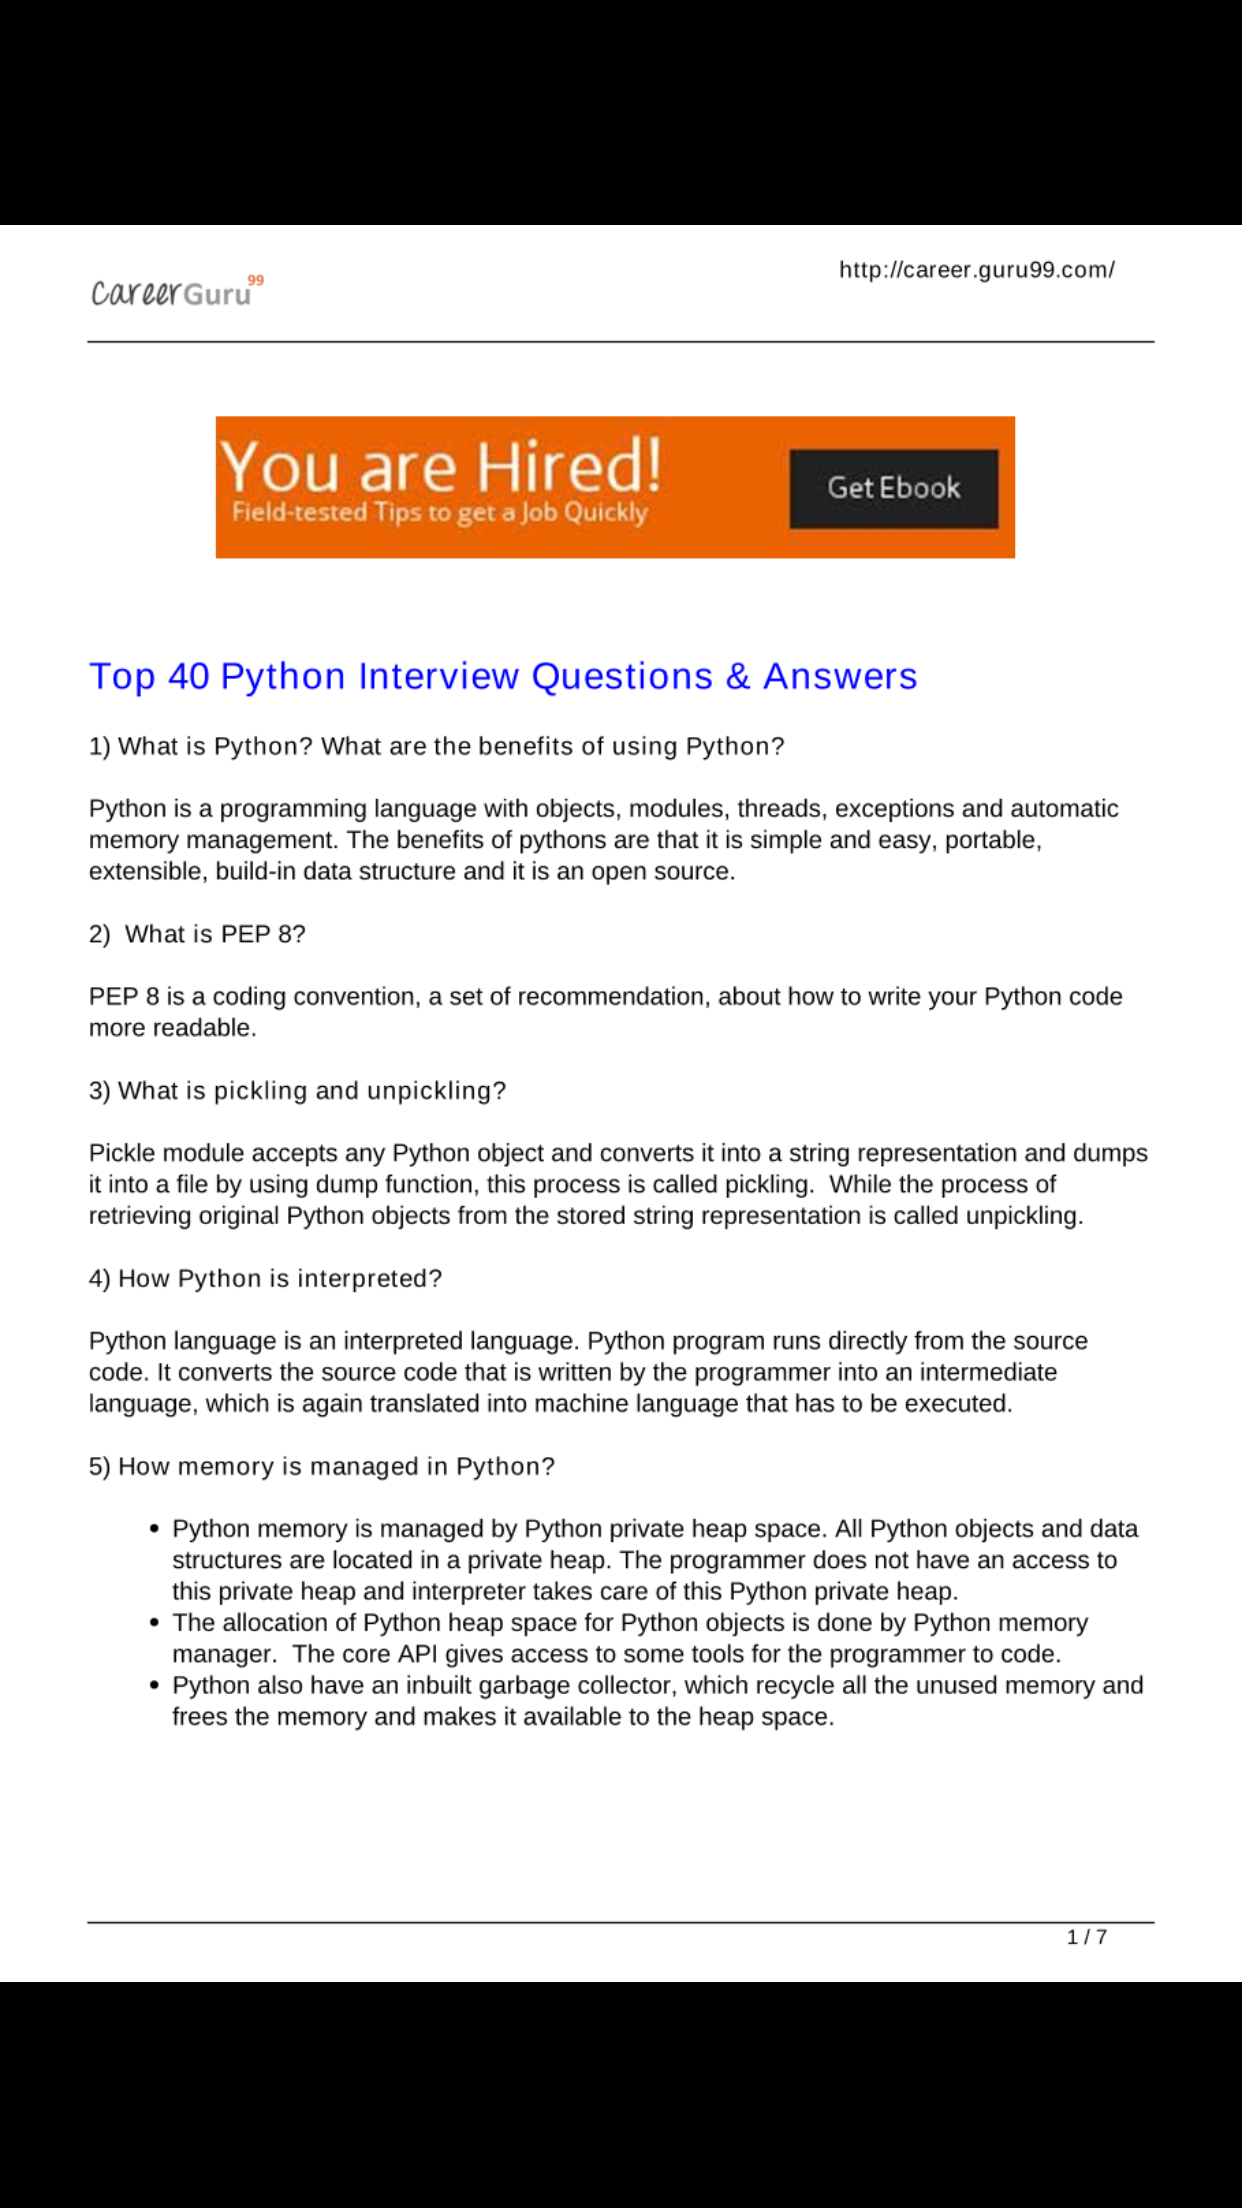 CareerGuru99
http://career.guru99.com/
You are Hired!
Field-tested Tips to get a Job Quickly
Get Ebook
Top 40 Python Interview Questions & Answers
1) What is Python? What are the benefits of using Python?
Python is a programming language with objects, modules, threads, exceptions and automatic
memory management. The benefits of pythons are that it is simple and easy, portable,
extensible, build-in data structure and it is an open source.
2)  What is PEP 8?
PEP 8 is a coding convention, a set of recommendation, about how to write your Python code
more readable.
3) What is pickling and unpickling?
Pickle module accepts any Python object and converts it into a string representation and dumps
it into a file by using dump function, this process is called pickling.  While the process of
retrieving original Python objects from the stored string representation is called unpickling.
4) How Python is interpreted?
Python language is an interpreted language. Python program runs directly from the source
code. It converts the source code that is written by the programmer into an intermediate
language, which is again translated into machine language that has to be executed.
5) How memory is managed in Python?
• Python memory is managed by Python private heap space. All Python objects and data
structures are located in a private heap. The programmer does not have an access to
this private heap and interpreter takes care of this Python private heap.
• The allocation of Python heap space for Python objects is done by Python memory
manager.  The core API gives access to some tools for the programmer to code.
• Python also have an inbuilt garbage collector, which recycle all the unused memory and
frees the memory and makes it available to the heap space.
1 / 7